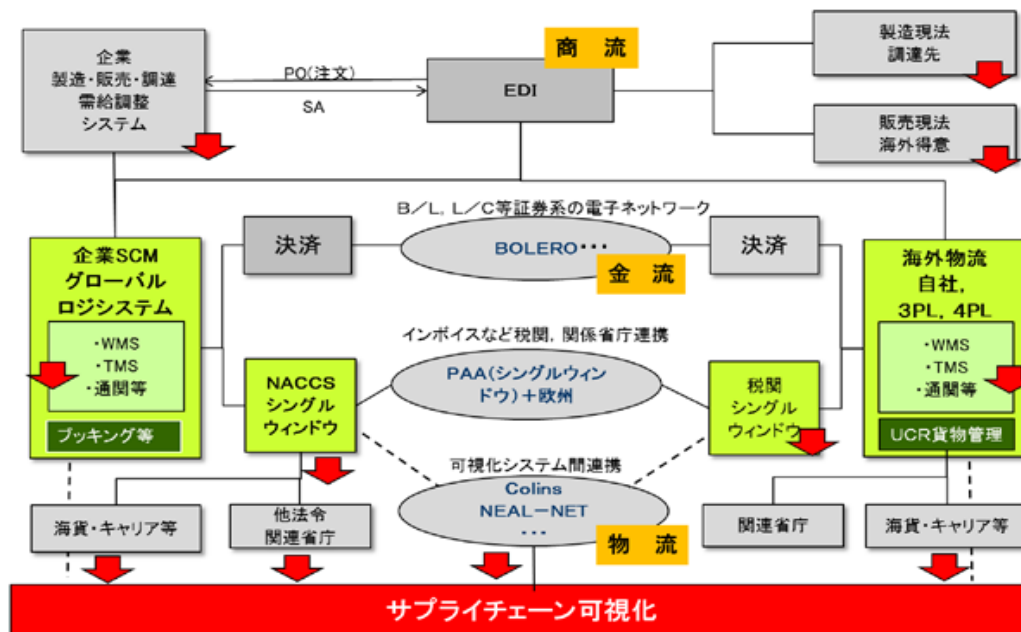 商 流
企業
製造・販売・調達
需給調整
システム
PO(注文)
SA
EDI
製造現法
調達先
販売現法
海外得意
B/L, L/C等証券系の電子ネットワーク
決済
BOLERO・・・
決済
金 流
企業SCM
グローバル
ロジシステム
・WMS
・TMS
・通関等
ブッキング等
海外物流
自社,
3PL, 4PL
・WMS
・TMS
・通関等
UCR貨物管理
インボイスなど税関, 関係省庁連携
NACCS
シングル
ウィンドウ
PAA(シングルウィン
ドウ)+欧州
税関
シングル
ウィンドウ
可視化システム間連携
Colins
NEAL-NET
・・・
物 流
海貨・キャリア等
他法令
関連省庁
関連省庁
海貨・キャリア等
サプライチェーン可視化